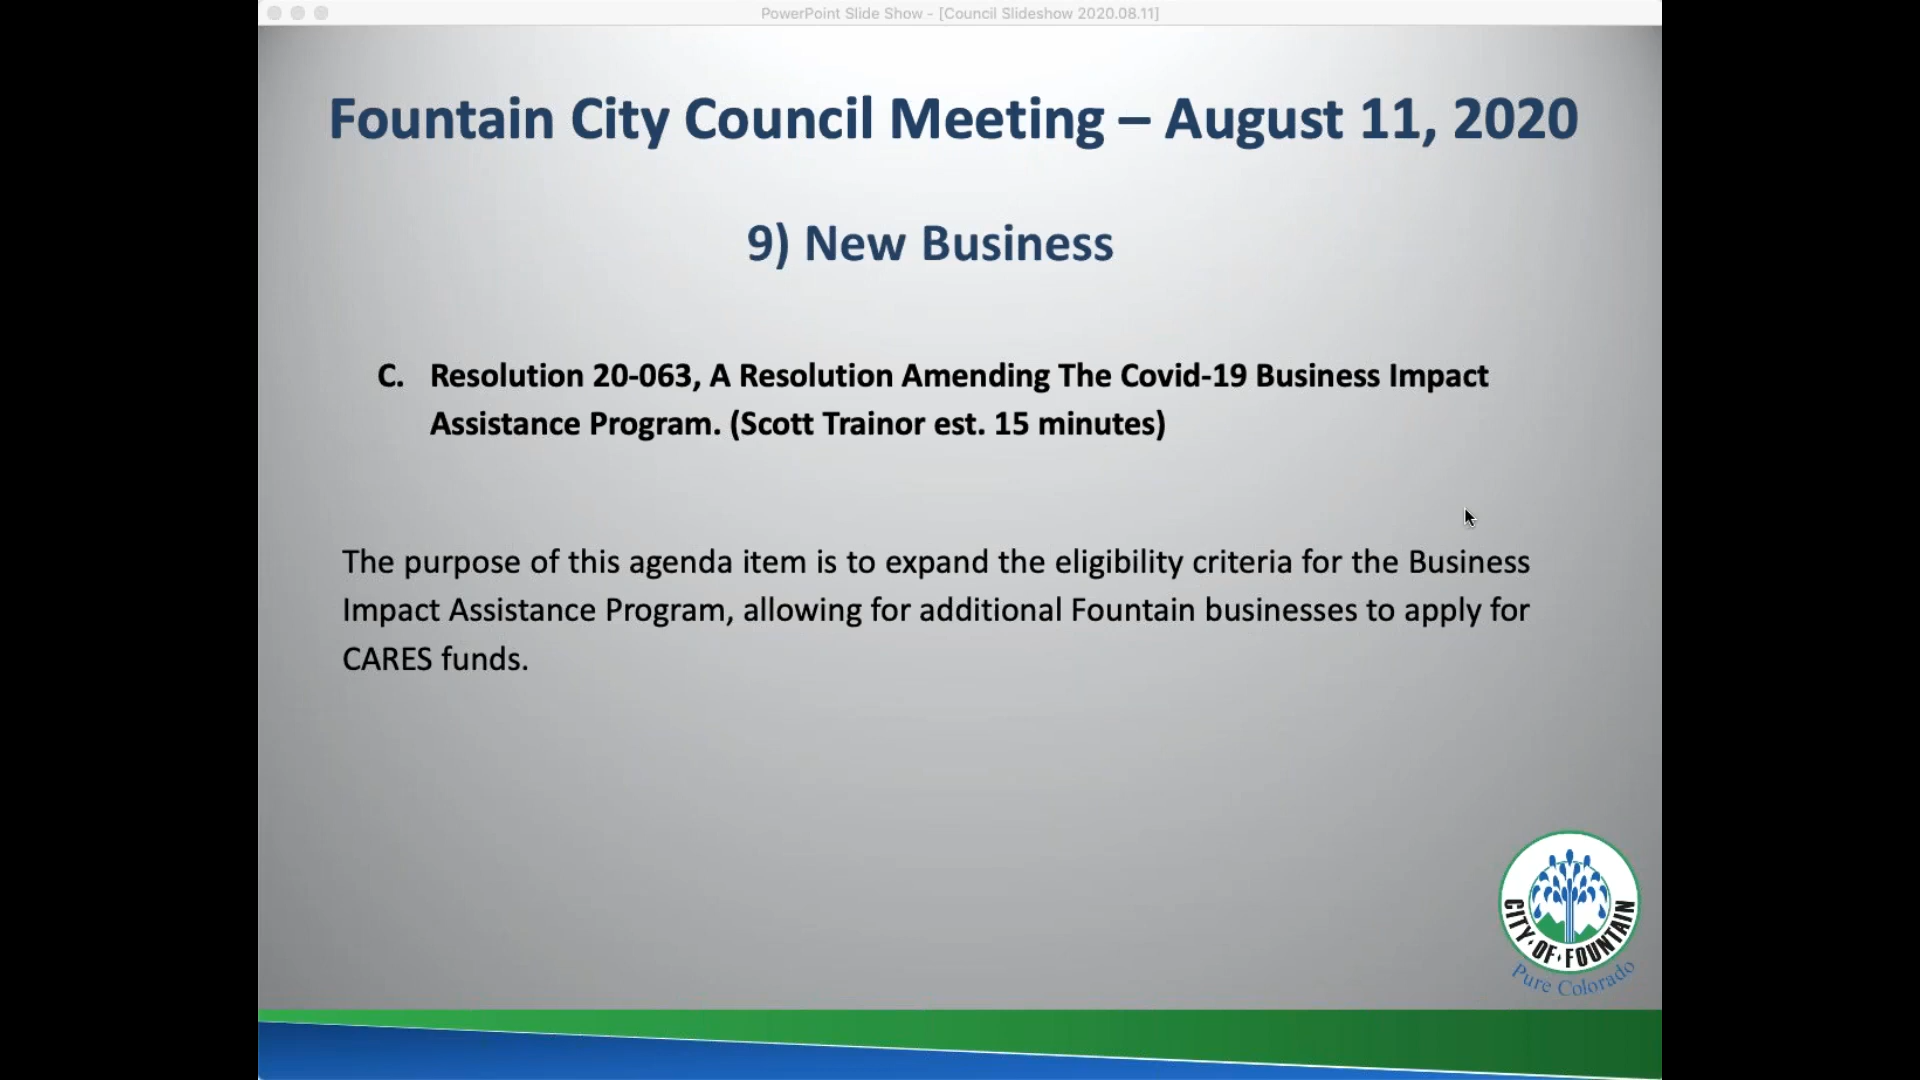 PowerPoint Slide Show - [Council Slideshow 2020.08.11]
Fountain City Council Meeting – August 11, 2020
9) New Business
C. Resolution 20-063, A Resolution Amending The Covid-19 Business Impact
Assistance Program. (Scott Trainor est. 15 minutes)
The purpose of this agenda item is to expand the eligibility criteria for the Business
Impact Assistance Program, allowing for additional Fountain businesses to apply for
CARES funds.
CITY·OF·FOUNTAIN
Pure Colorado